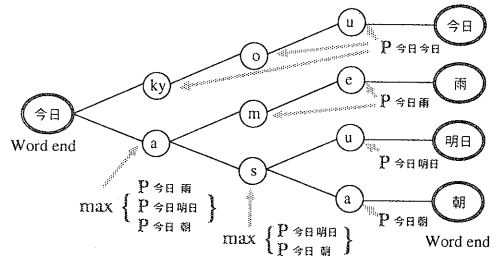 u
今日
o
P 今日今日
ky
e
雨
今日
m
P 今日雨
Word end
a
u
明日
s
P 今日明日
max { P 今日 雨
P 今日明日
P 今日 朝 }
a
朝
P 今日朝
max { P 今日明日
P 今日 朝 }
Word end